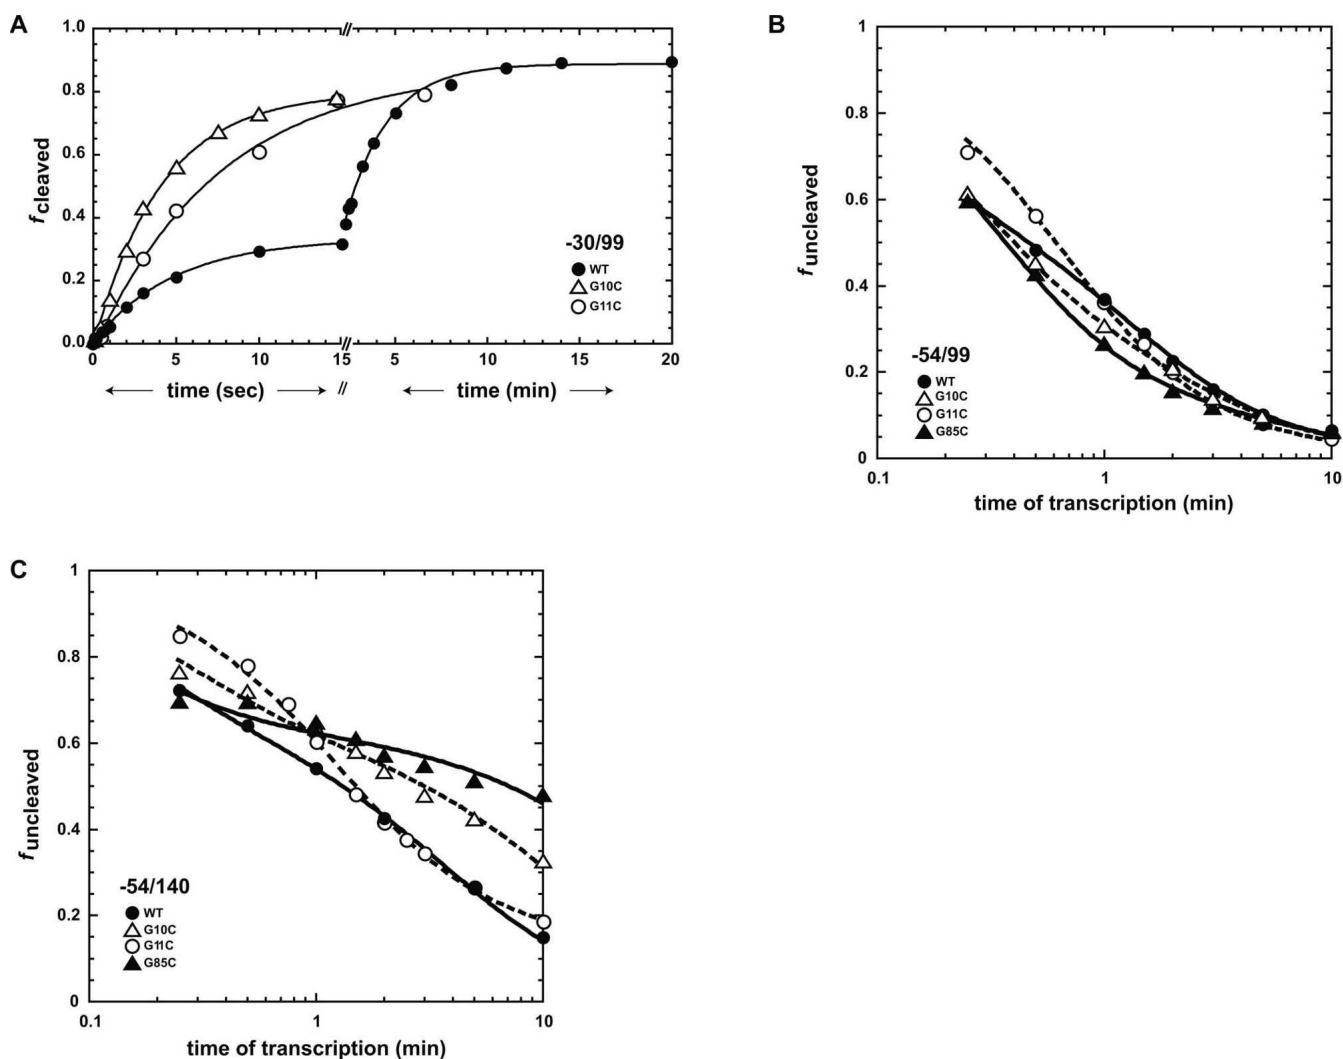 A
1.0
0.8
0.6
0.4
0.2
0.0
f cleaved
0 5 10 15 5 10 15 20
time (sec) // time (min)
-30/99
WT
G10C
G11C
B
1
0.8
0.6
0.4
0.2
0
f uncleaved
0.1 1 10
time of transcription (min)
-54/99
WT
G10C
G11C
G85C
C
1
0.8
0.6
0.4
0.2
0
f uncleaved
0.1 1 10
time of transcription (min)
-54/140
WT
G10C
G11C
G85C